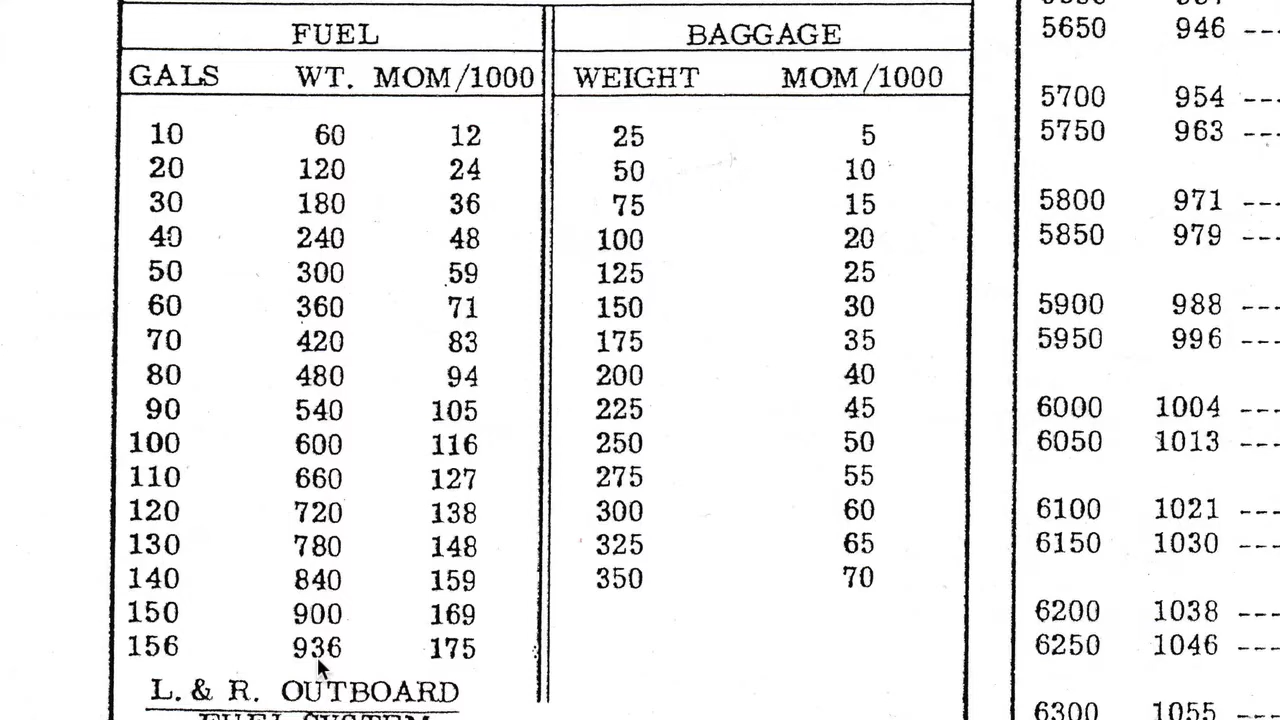 FUEL BAGGAGE
GALS WT. MOM/1000 WEIGHT MOM/1000
5650 946 ---
5700 954 ---
10 60 12 25 5 5750 963 ---
20 120 24 50 10
30 180 36 75 15 5800 971 ---
40 240 48 100 20 5850 979 ---
50 300 59 125 25
60 360 71 150 30 5900 988 ---
70 420 83 175 35 5950 996 ---
80 480 94 200 40
90 540 105 225 45 6000 1004 ---
100 600 116 250 50 6050 1013 ---
110 660 127 275 55
120 720 138 300 60 6100 1021 ---
130 780 148 325 65 6150 1030 ---
140 840 159 350 70
150 900 169 6200 1038 ---
156 936 175 6250 1046 ---
L. & R. OUTBOARD
FUEL SYSTEM 6300 1055 ---